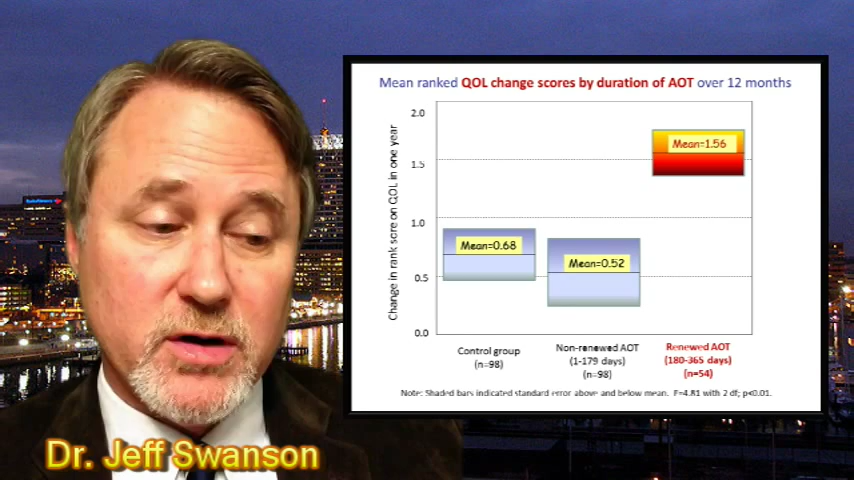 Mean ranked QOL change scores by duration of AOT over 12 months
Change in rank score on QOL in one year
2.0
1.5
1.0
0.5
0.0
Mean=0.68
Mean=0.52
Mean=1.56
Control group
(n=98)
Non-renewed AOT
(1-179 days)
(n=98)
Renewed AOT
(180-365 days)
(n=54)
Note: Shaded bars indicated standard error above and below mean. F=4.81 with 2 df; p<0.01.
Dr. Jeff Swanson